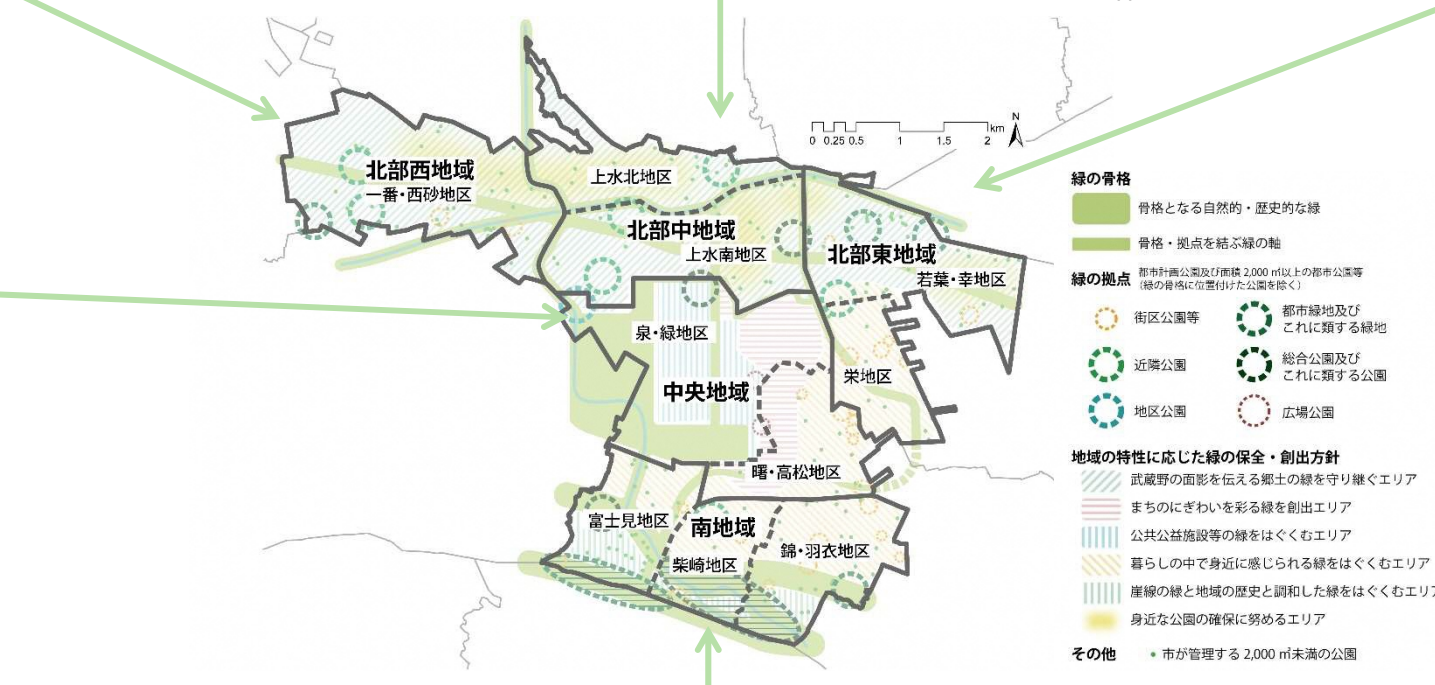 0 0.25 0.5 1 1.5 2 km
N
北部西地域
一番・西砂地区
上水北地区
北部中地域
上水南地区
北部東地域
若葉・幸地区
泉・緑地区
中央地域
栄地区
曙・高松地区
富士見地区
南地域
柴崎地区
錦・羽衣地区
緑の骨格
骨格となる自然的・歴史的な緑
骨格・拠点を結ぶ緑の軸
緑の拠点
都市計画公園及び面積 2,000 ㎡以上の都市公園等
(緑の骨格に位置付けた公園を除く)
街区公園等
都市緑地及び
これに類する緑地
近隣公園
総合公園及び
これに類する公園
地区公園
広場公園
地域の特性に応じた緑の保全・創出方針
武蔵野の面影を伝える郷土の緑を守り継ぐエリア
まちのにぎわいを彩る緑を創出エリア
公共公益施設等の緑をはぐくむエリア
暮らしの中で身近に感じられる緑をはぐくむエリア
崖線の緑と地域の歴史と調和した緑をはぐくむエリア
身近な公園の確保に努めるエリア
その他
市が管理する 2,000 ㎡未満の公園